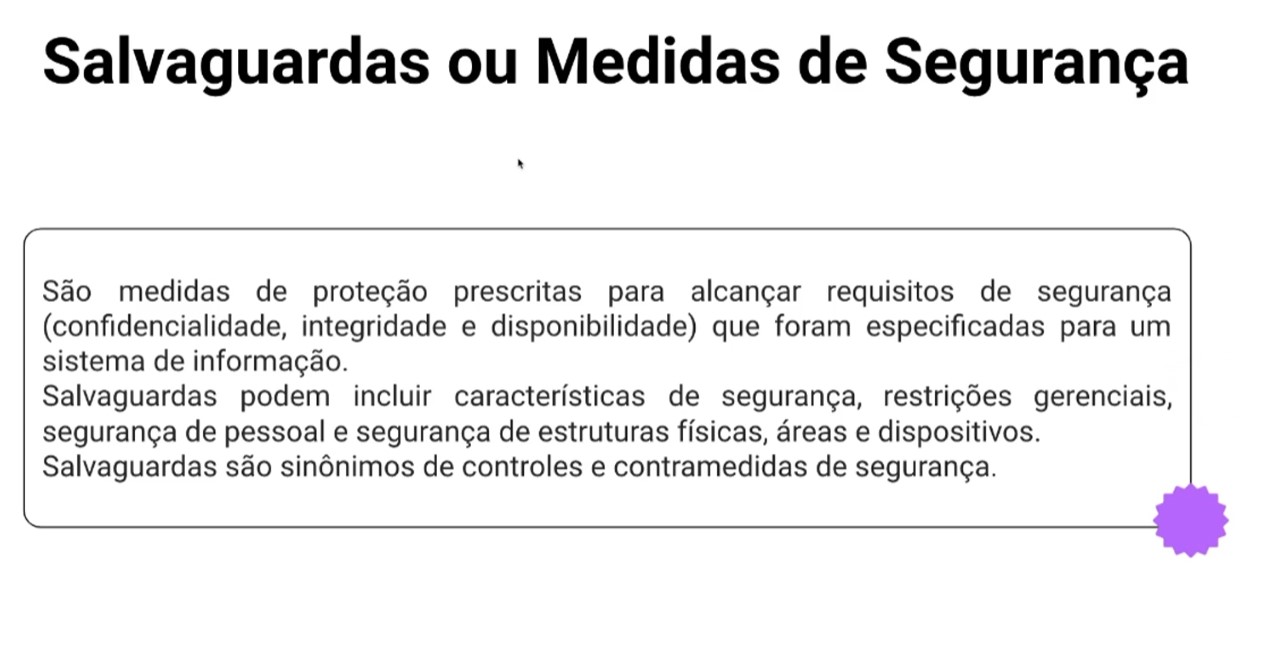 Salvaguardas ou Medidas de Segurança
São medidas de proteção prescritas para alcançar requisitos de segurança
(confidencialidade, integridade e disponibilidade) que foram especificadas para um
sistema de informação.
Salvaguardas podem incluir características de segurança, restrições gerenciais,
segurança de pessoal e segurança de estruturas físicas, áreas e dispositivos.
Salvaguardas são sinônimos de controles e contramedidas de segurança.